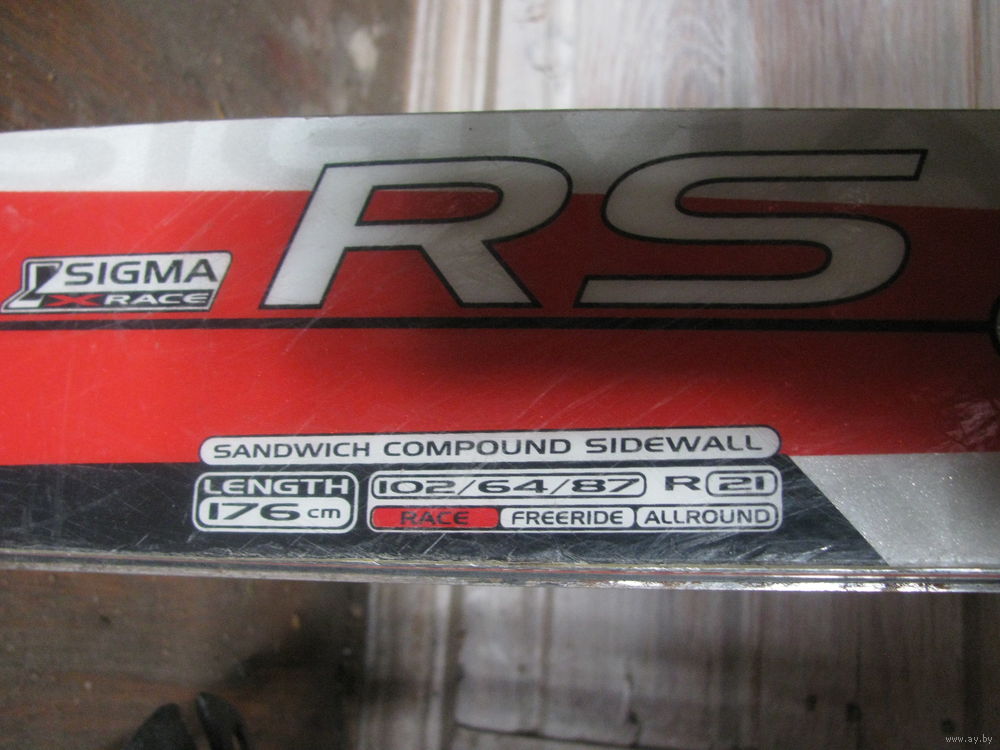 RS
SIGMA
X RACE
SANDWICH COMPOUND SIDEWALL
LENGTH
176 cm
102/64/87 R 21
RACE FREERIDE ALLROUND
www.ay.by